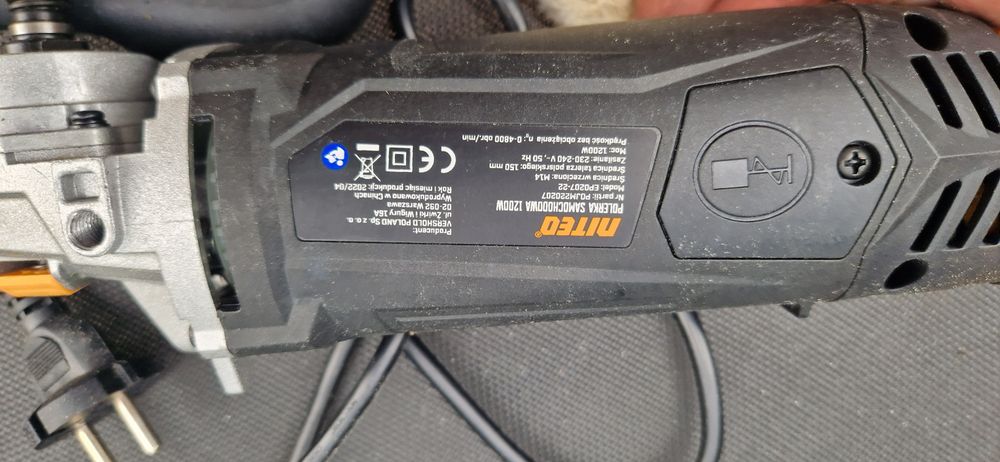 NITEO®
POLERKA SAMOCHODOWA 1200W
Nr partii: POJM220207
Model: EP0207-22
Średnica wrzeciona: M14
Średnica talerza polerskiego: 150 mm
Zasilanie: 230-240 V ~, 50 Hz
Moc: 1200W
Prędkość bez obciążenia n₀: 0-4800 obr/min
Producent:
VERSHOLD POLAND Sp. z o. o.
ul. Żwirki i Wigury 16A
02-092 Warszawa
Wyprodukowano w Chinach
Rok i miesiąc produkcji: 2022/04
CE